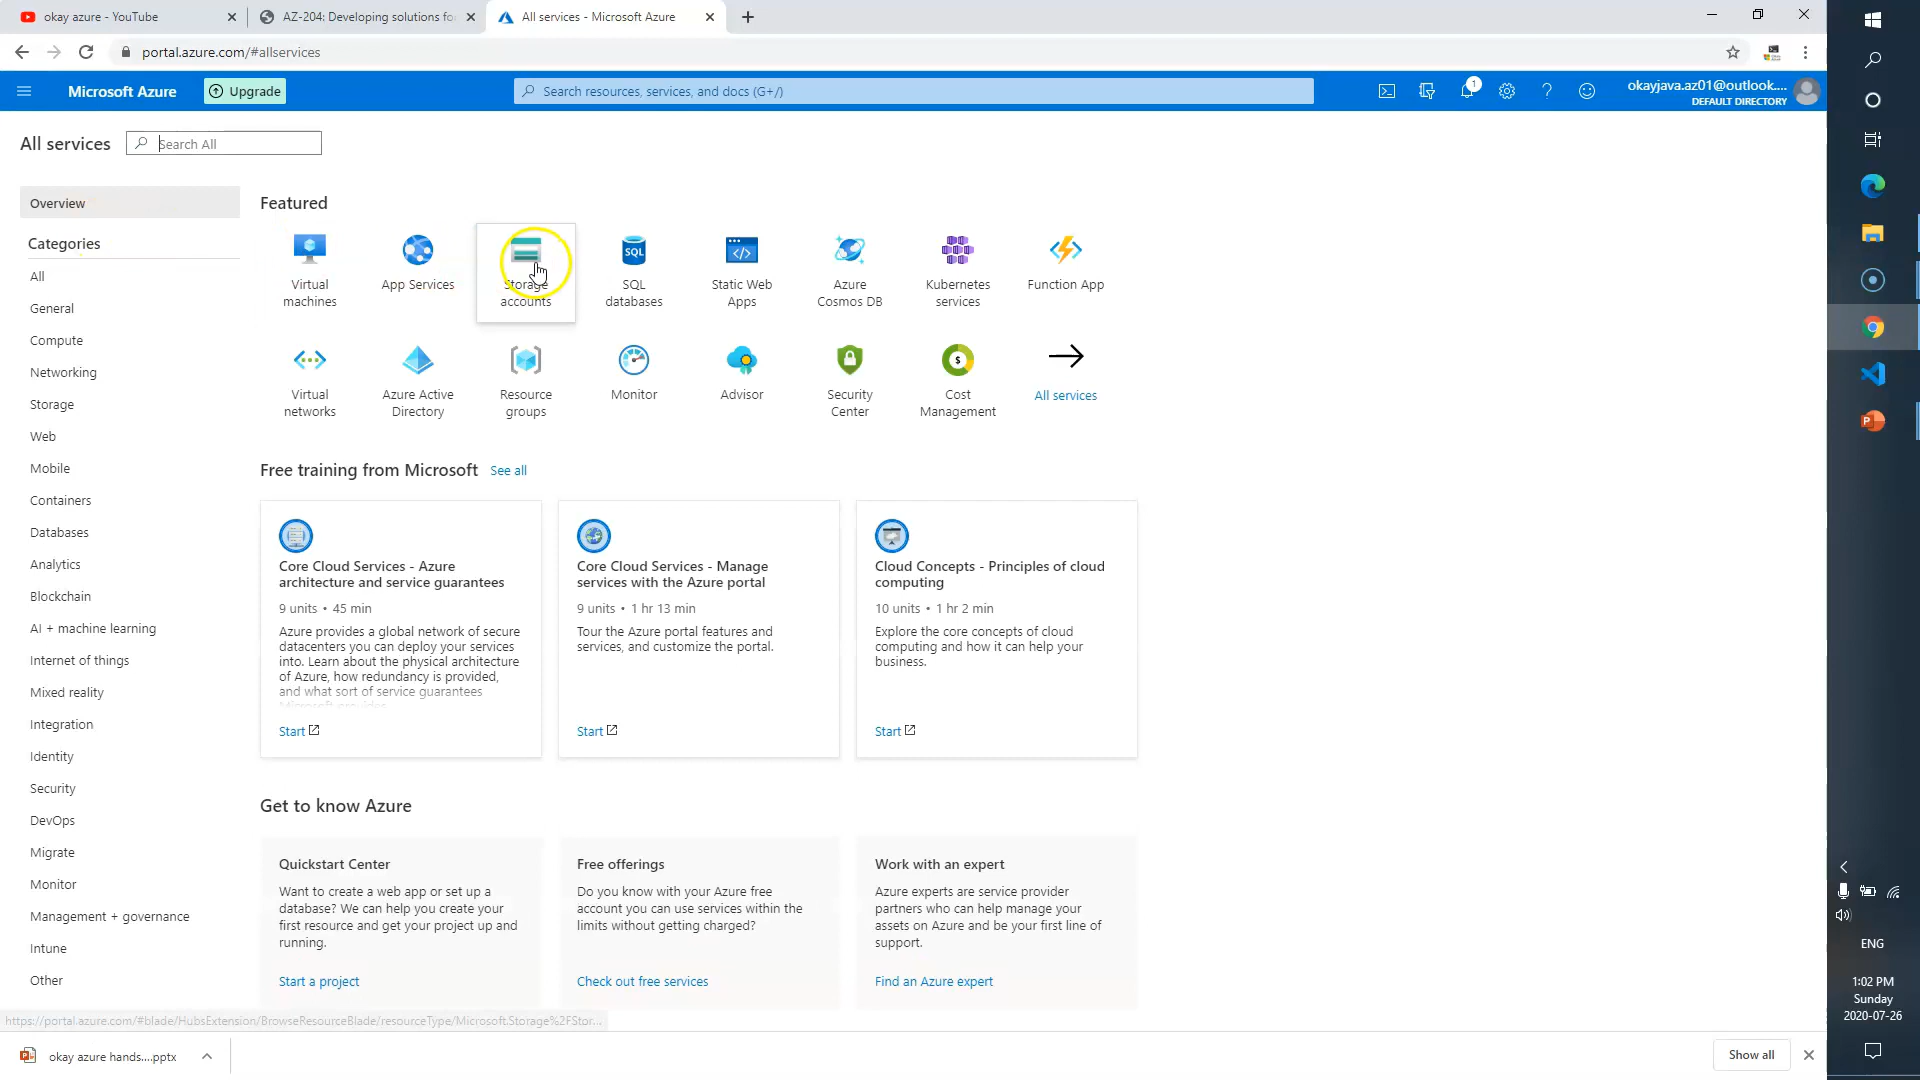 okay azure - YouTube
AZ-204: Developing solutions fo
All services - Microsoft Azure
portal.azure.com/#allservices
Microsoft Azure
Upgrade
Search resources, services, and docs (G+/)
1
okayjava.az01@outlook....
DEFAULT DIRECTORY
All services
Search All
Overview
Categories
All
General
Compute
Networking
Storage
Web
Mobile
Containers
Databases
Analytics
Blockchain
AI + machine learning
Internet of things
Mixed reality
Integration
Identity
Security
DevOps
Migrate
Monitor
Management + governance
Intune
Other
Featured
Virtual
machines
App Services
Storage
accounts
SQL
SQL
databases
Static Web
Apps
Azure
Cosmos DB
Kubernetes
services
Function App
Virtual
networks
Azure Active
Directory
Resource
groups
Monitor
Advisor
Security
Center
Cost
Management
All services
Free training from Microsoft
See all
Core Cloud Services - Azure
architecture and service guarantees
9 units • 45 min
Azure provides a global network of secure
datacenters you can deploy your services
into. Learn about the physical architecture
of Azure, how redundancy is provided,
and what sort of service guarantees
Microsoft provides.
Start
Core Cloud Services - Manage
services with the Azure portal
9 units • 1 hr 13 min
Tour the Azure portal features and
services, and customize the portal.
Start
Cloud Concepts - Principles of cloud
computing
10 units • 1 hr 2 min
Explore the core concepts of cloud
computing and how it can help your
business.
Start
Get to know Azure
Quickstart Center
Want to create a web app or set up a
database? We can help you create your
first resource and get your project up and
running.
Start a project
Free offerings
Do you know with your Azure free
account you can use services within the
limits without getting charged?
Check out free services
Work with an expert
Azure experts are service provider
partners who can help manage your
assets on Azure and be your first line of
support.
Find an Azure expert
https://portal.azure.com/#blade/HubsExtension/BrowseResourceBlade/resourceType/Microsoft.Storage%2FStor...
okay azure hands....pptx
Show all
ENG
1:02 PM
Sunday
2020-07-26